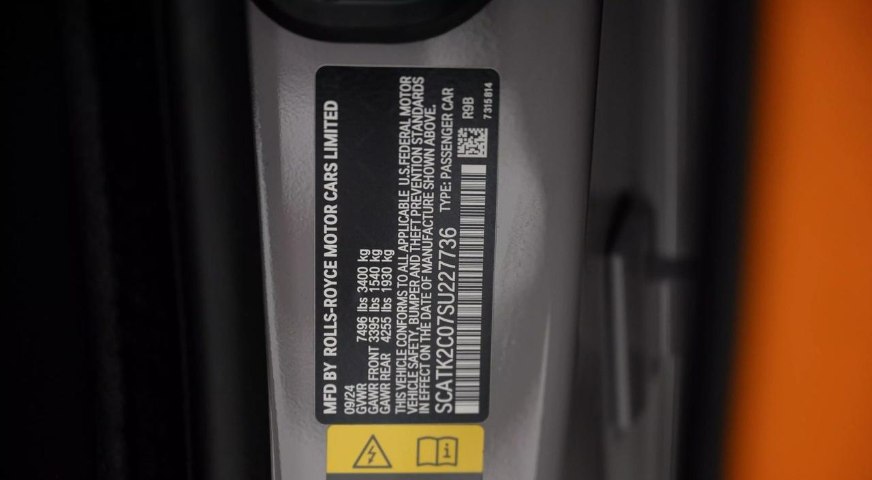 MFD BY ROLLS-ROYCE MOTOR CARS LIMITED
09/24
GVWR 7496 lbs 3400 kg
GAWR FRONT 3395 lbs 1540 kg
GAWR REAR 4255 lbs 1930 kg
THIS VEHICLE CONFORMS TO ALL APPLICABLE U.S.FEDERAL MOTOR
VEHICLE SAFETY, BUMPER AND THEFT PREVENTION STANDARDS
IN EFFECT ON THE DATE OF MANUFACTURE SHOWN ABOVE.
SCATK2C07SU227736 TYPE: PASSENGER CAR
R9B
7315814